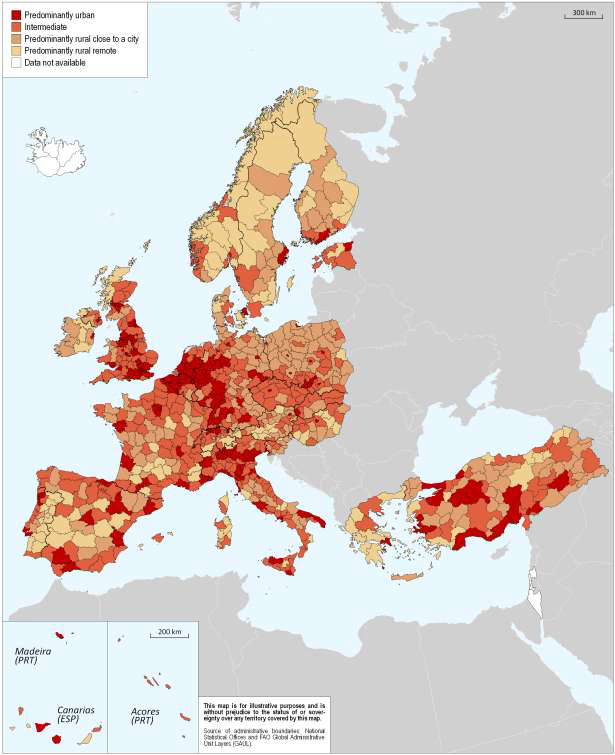 Predominantly urban
Intermediate
Predominantly rural close to a city
Predominantly rural remote
Data not available
300 km
200 km
Madeira
(PRT)
Canarias
(ESP)
Acores
(PRT)
This map is for illustrative purposes and is
without prejudice to the status of or sover-
eignty over any territory covered by this map.
Source of administrative boundaries: National
Statistical Offices and FAO Global Administrative
Unit Layers (GAUL).